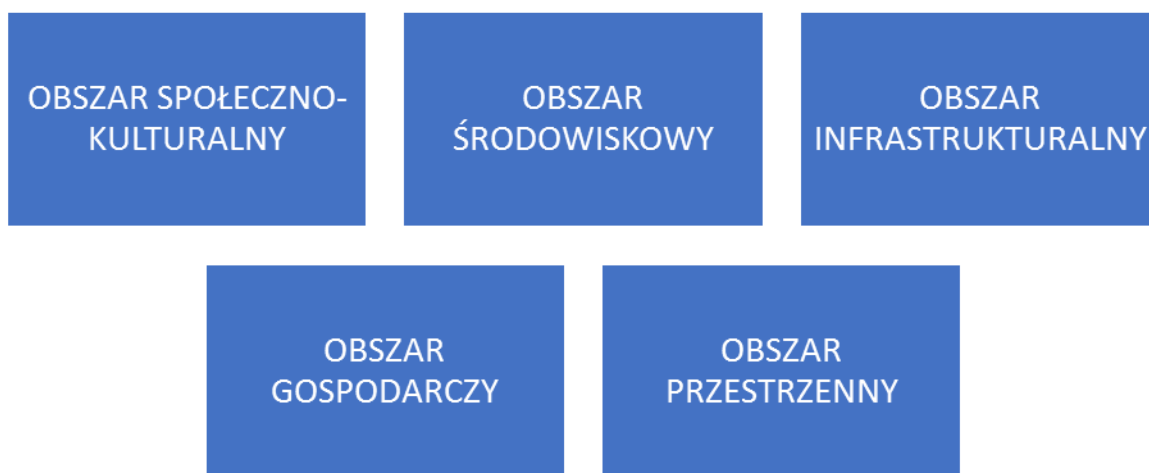 OBSZAR SPOŁECZNO-
KULTURALNY
OBSZAR
ŚRODOWISKOWY
OBSZAR
INFRASTRUKTURALNY
OBSZAR
GOSPODARCZY
OBSZAR
PRZESTRZENNY